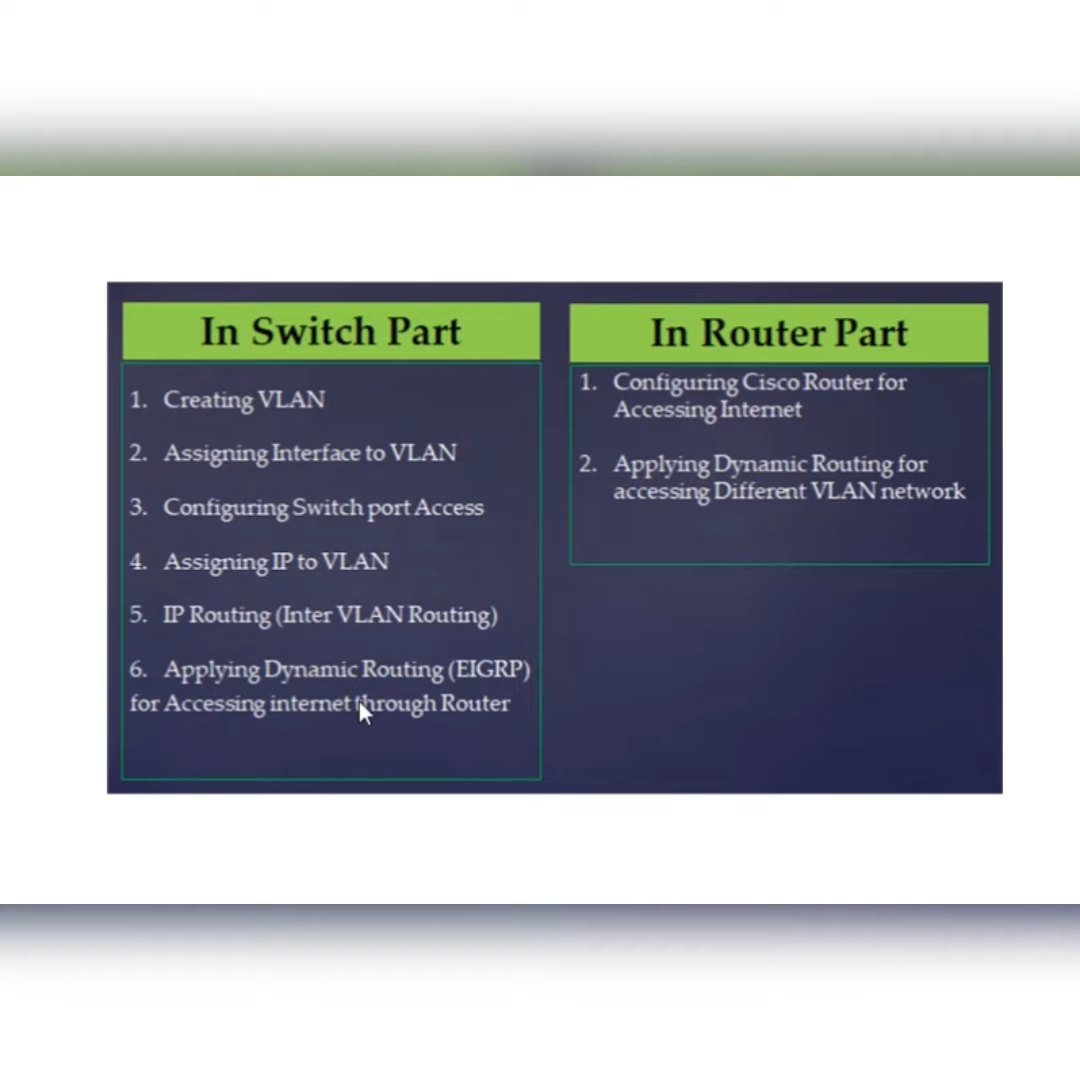 In Switch Part
1. Creating VLAN
2. Assigning Interface to VLAN
3. Configuring Switch port Access
4. Assigning IP to VLAN
5. IP Routing (Inter VLAN Routing)
6. Applying Dynamic Routing (EIGRP)
for Accessing internet through Router
In Router Part
1. Configuring Cisco Router for
Accessing Internet
2. Applying Dynamic Routing for
accessing Different VLAN network